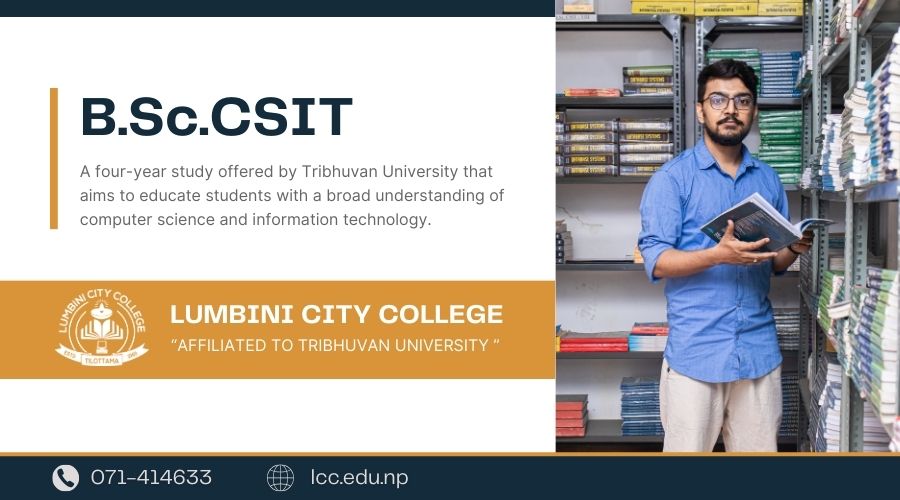 B.Sc.CSIT
A four-year study offered by Tribhuvan University that
aims to educate students with a broad understanding of
computer science and information technology.
LUMBINI CITY COLLEGE
TILOTTAMA
LUMBINI CITY COLLEGE
“AFFILIATED TO TRIBHUVAN UNIVERSITY ”
071-414633
lcc.edu.np